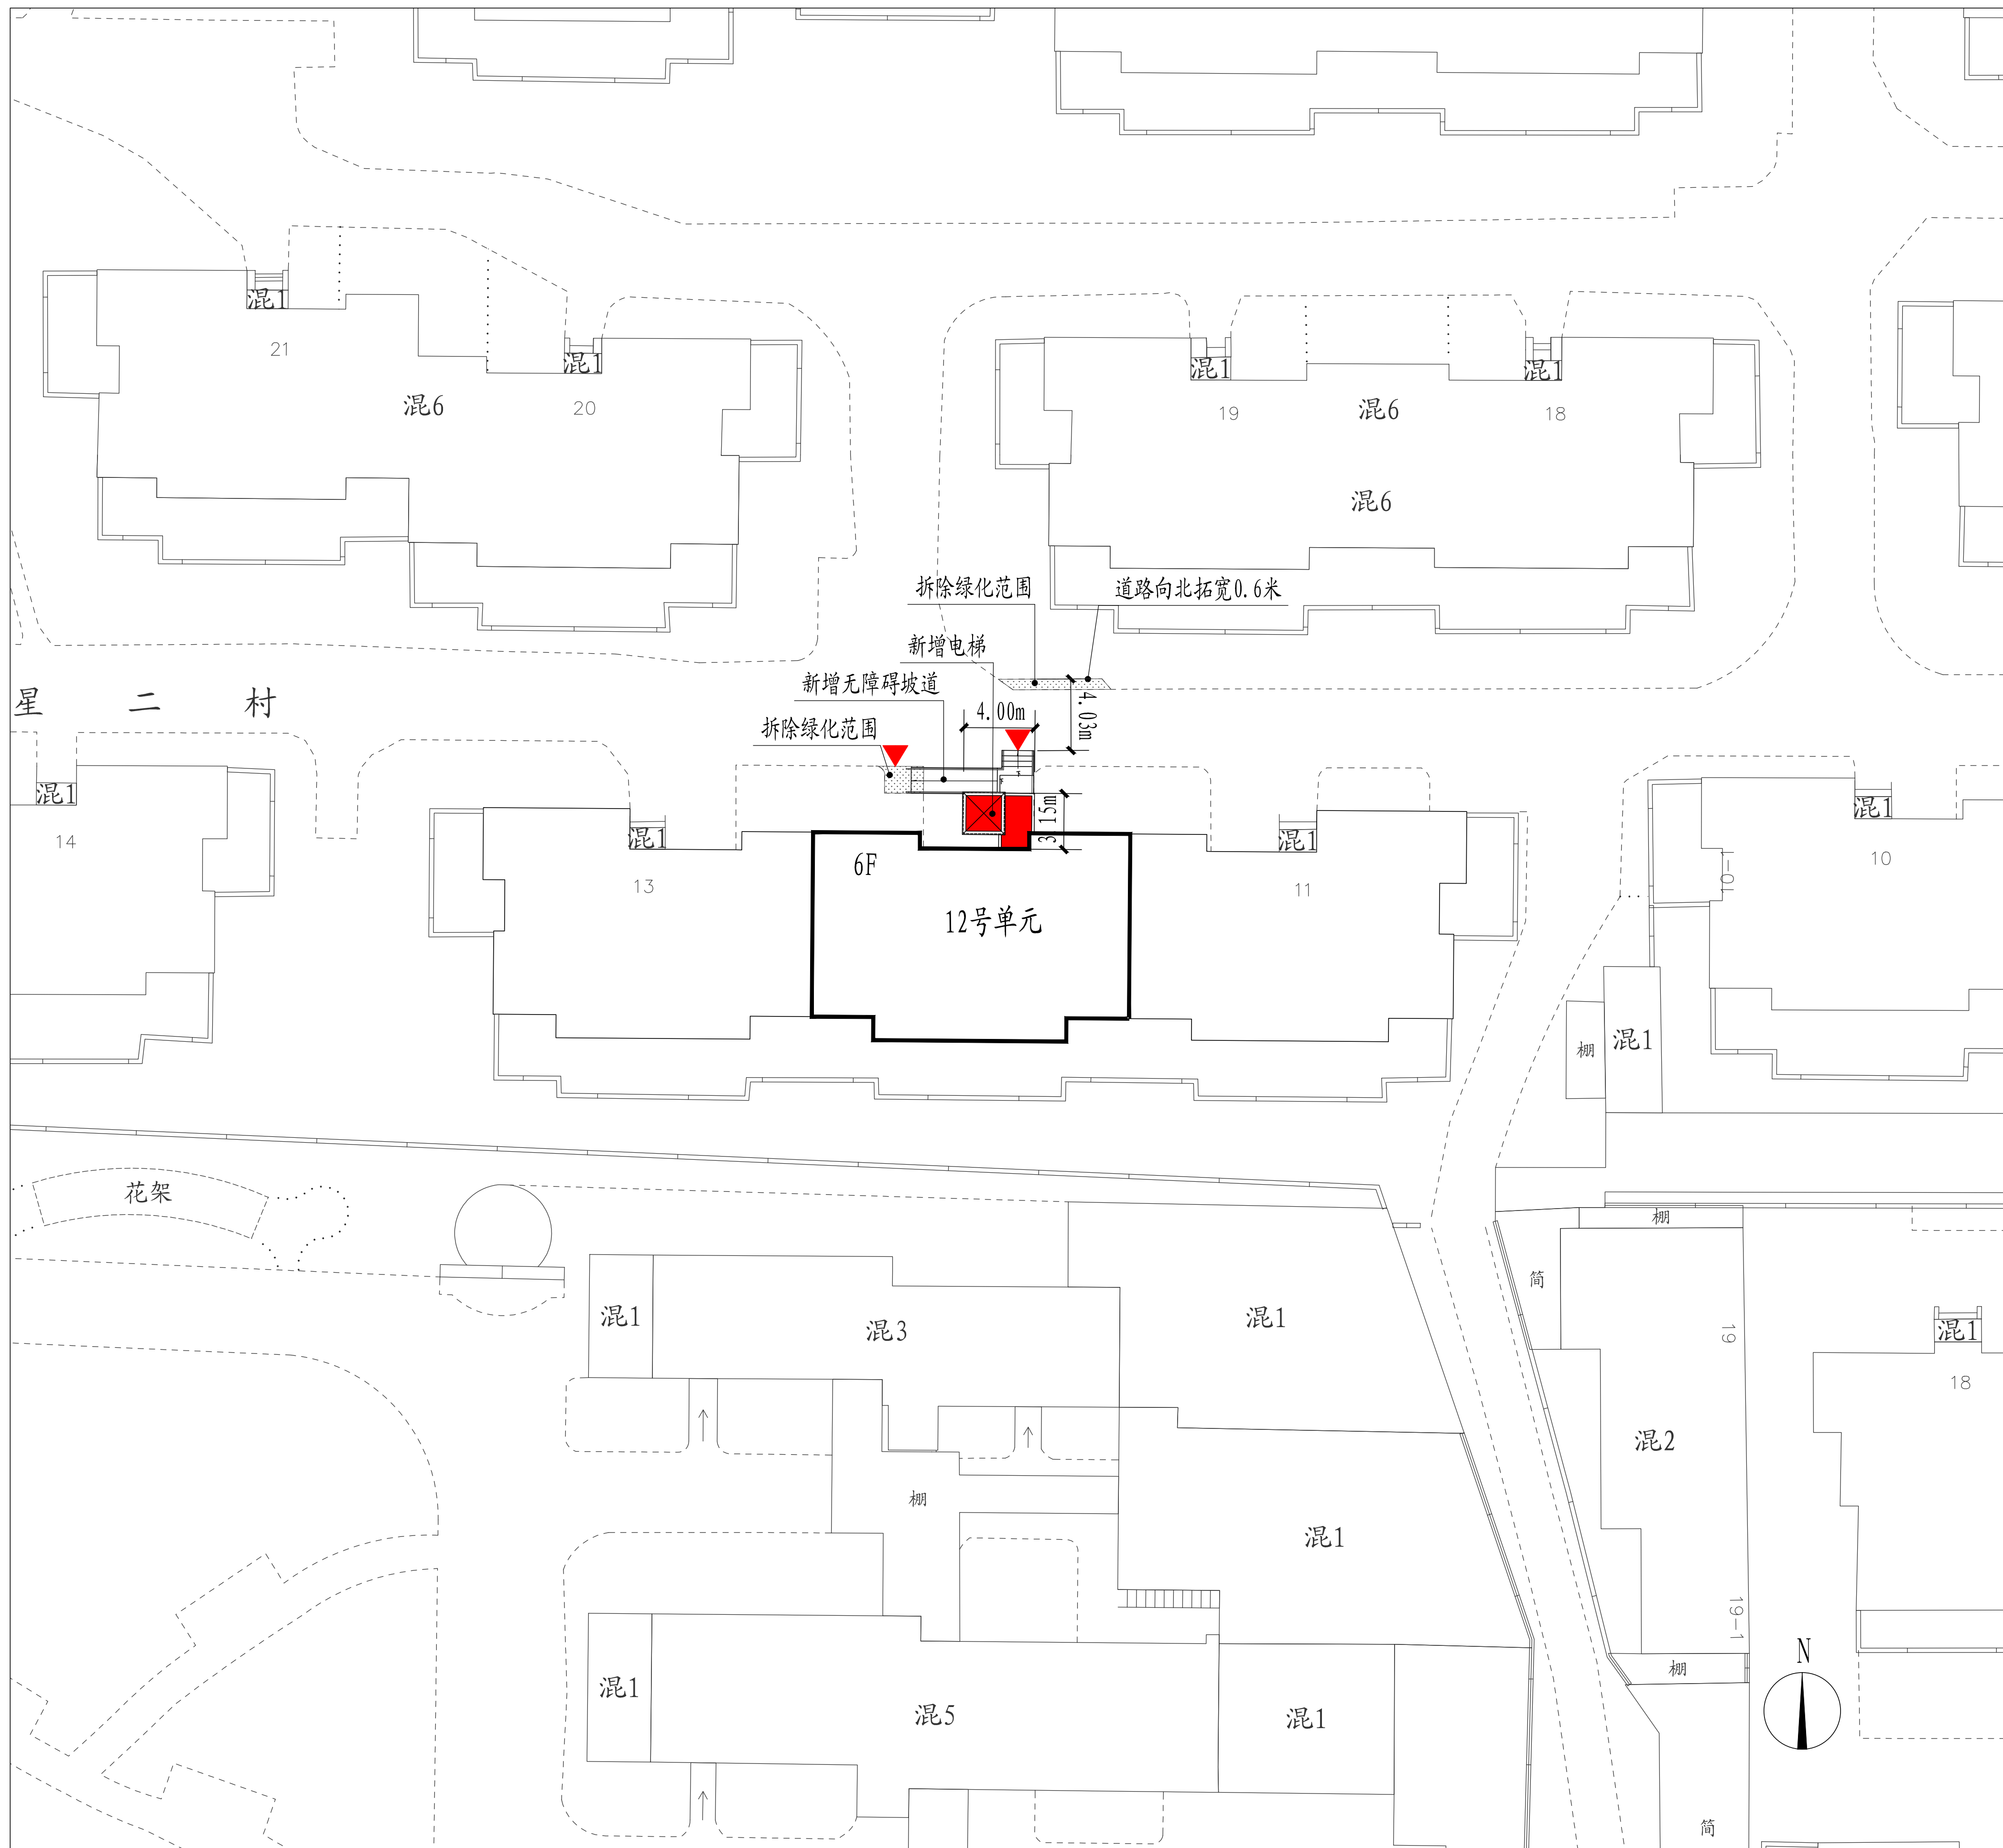 混1
21
混6
20
混1
混1
19
混6
18
混1
混6
拆除绿化范围
道路向北拓宽0.6米
新增电梯
新增无障碍坡道
4.00m
4.03m
拆除绿化范围
星二村
混1
14
混1
13
6F
3.15m
12号单元
混1
11
混1
10
10-1
棚
混1
花架
棚
简
混1
混3
混1
19
混1
18
混2
棚
混1
19-1
混1
混5
混1
棚
N
简